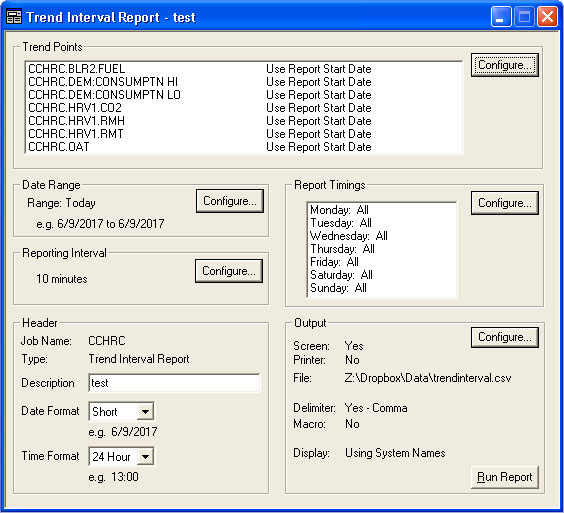 Trend Interval Report - test
Trend Points
CCHRC.BLR2.FUEL Use Report Start Date
CCHRC.DEM:CONSUMPTN HI Use Report Start Date
CCHRC.DEM:CONSUMPTN LO Use Report Start Date
CCHRC.HRV1.CO2 Use Report Start Date
CCHRC.HRV1.RMH Use Report Start Date
CCHRC.HRV1.RMT Use Report Start Date
CCHRC.OAT Use Report Start Date
Configure...
Date Range
Range: Today
e.g. 6/9/2017 to 6/9/2017
Configure...
Reporting Interval
10 minutes
Configure...
Report Timings
Monday: All
Tuesday: All
Wednesday: All
Thursday: All
Friday: All
Saturday: All
Sunday: All
Configure...
Header
Job Name: CCHRC
Type: Trend Interval Report
Description test
Date Format Short
e.g. 6/9/2017
Time Format 24 Hour
e.g. 13:00
Output
Configure...
Screen: Yes
Printer: No
File: Z:\Dropbox\Data\trendinterval.csv
Delimiter: Yes - Comma
Macro: No
Display: Using System Names
Run Report